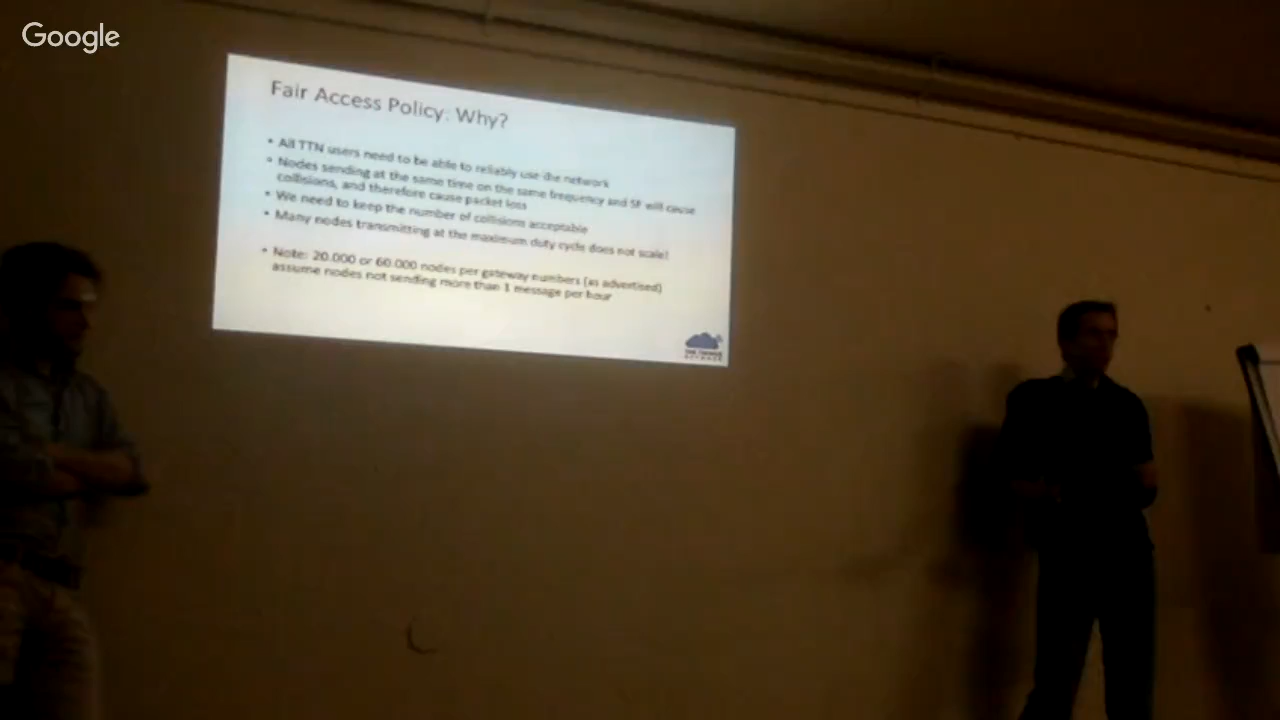 Google
Fair Access Policy: Why?
• All TTN users need to be able to reliably use the network
• Nodes sending at the same time on the same frequency and SF will cause
collisions, and therefore cause packet loss
• We need to keep the number of collisions acceptable
• Many nodes transmitting at the maximum duty cycle does not scale!
• Note: 20.000 or 60.000 nodes per gateway numbers (as advertised)
assume nodes not sending more than 1 message per hour
THE THINGS
NETWORK